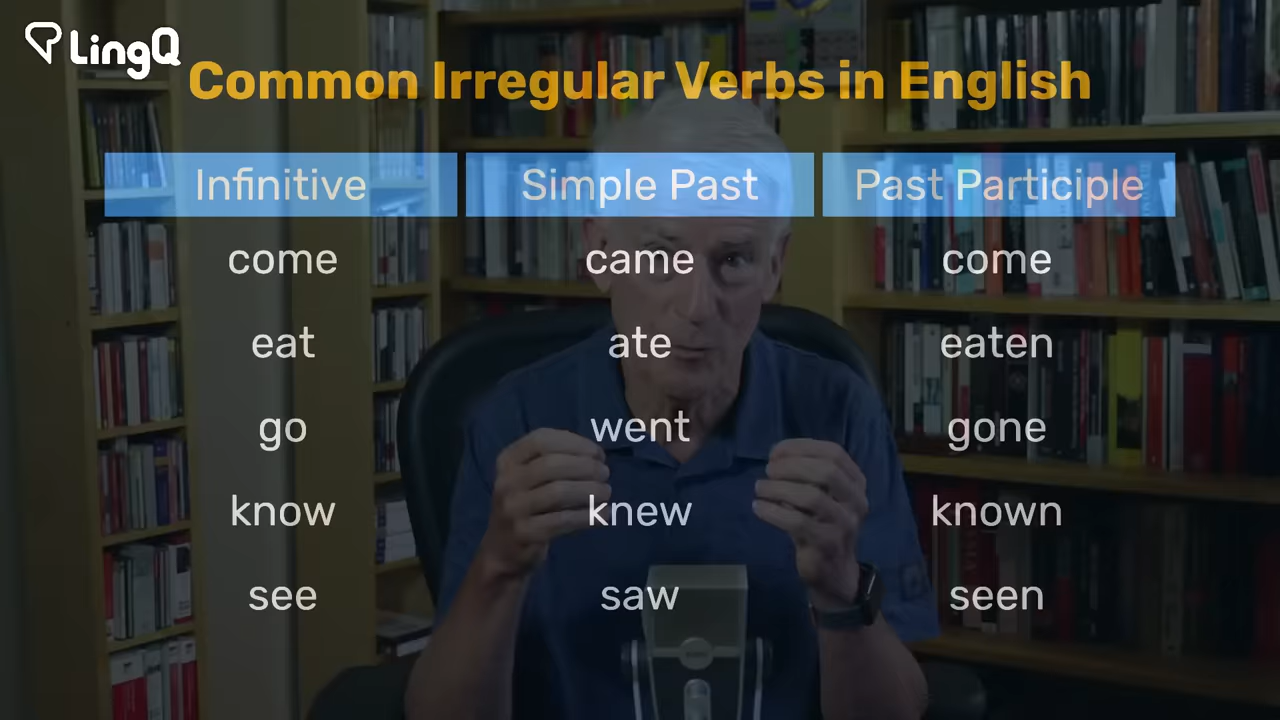 LingQ
Common Irregular Verbs in English
Infinitive Simple Past Past Participle
come came come
eat ate eaten
go went gone
know knew known
see saw seen